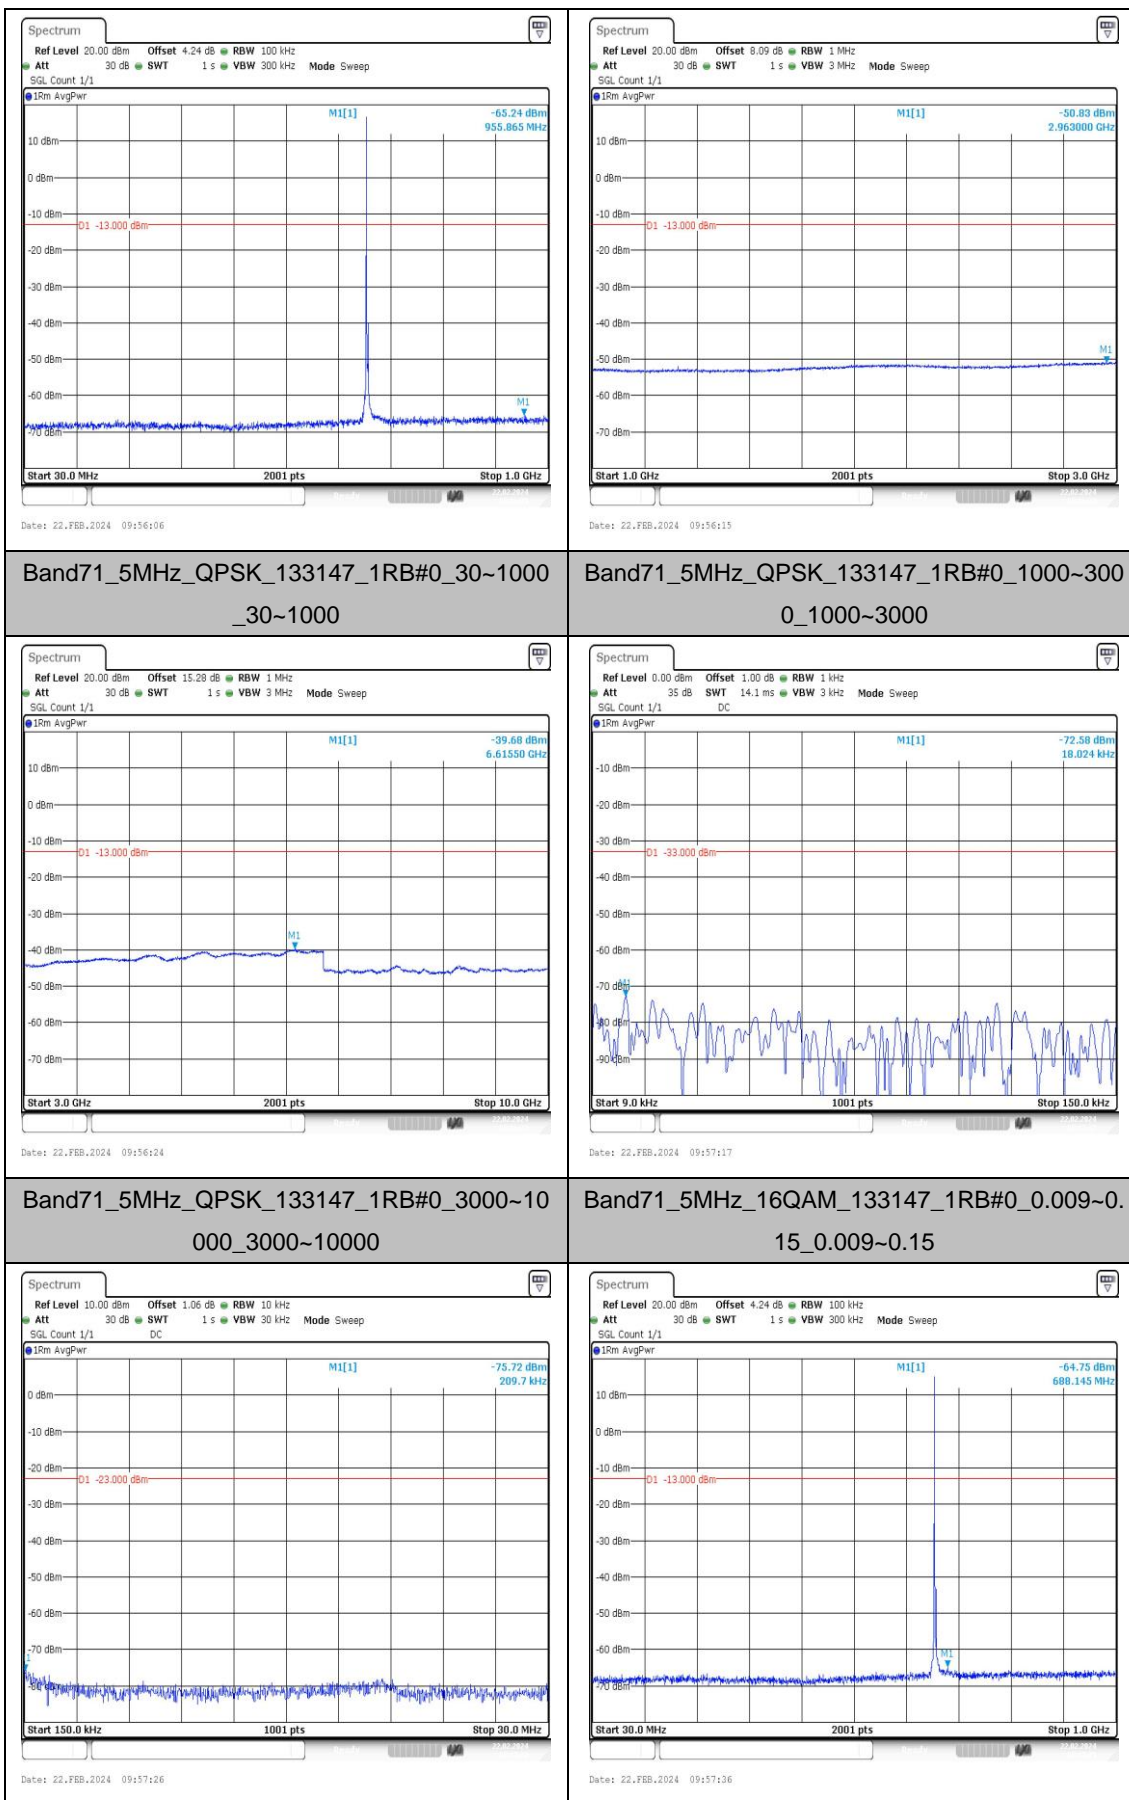 Spectrum
Ref Level 20.00 dBm Offset 4.24 dB RBW 100 kHz
Att 30 dB SWT 1 s VBW 300 kHz Mode Sweep
SGL Count 1/1
1Rm AvgPwr
M1[1] -65.24 dBm
955.865 MHz
10 dBm
0 dBm
-10 dBm
D1 -13.000 dBm
-20 dBm
-30 dBm
-40 dBm
-50 dBm
-60 dBm
M1
-70 dBm
Start 30.0 MHz 2001 pts Stop 1.0 GHz
Date: 22.FEB.2024 09:56:06
Spectrum
Ref Level 20.00 dBm Offset 8.09 dB RBW 1 MHz
Att 30 dB SWT 1 s VBW 3 MHz Mode Sweep
SGL Count 1/1
1Rm AvgPwr
M1[1] -50.83 dBm
2.963000 GHz
10 dBm
0 dBm
-10 dBm
D1 -13.000 dBm
-20 dBm
-30 dBm
-40 dBm
M1
-50 dBm
-60 dBm
-70 dBm
Start 1.0 GHz 2001 pts Stop 3.0 GHz
Date: 22.FEB.2024 09:56:15
Band71_5MHz_QPSK_133147_1RB#0_30~1000
_30~1000
Band71_5MHz_QPSK_133147_1RB#0_1000~300
0_1000~3000
Spectrum
Ref Level 20.00 dBm Offset 15.28 dB RBW 1 MHz
Att 30 dB SWT 1 s VBW 3 MHz Mode Sweep
SGL Count 1/1
1Rm AvgPwr
M1[1] -39.68 dBm
6.61550 GHz
10 dBm
0 dBm
-10 dBm
D1 -13.000 dBm
-20 dBm
-30 dBm
M1
-40 dBm
-50 dBm
-60 dBm
-70 dBm
Start 3.0 GHz 2001 pts Stop 10.0 GHz
Date: 22.FEB.2024 09:56:24
Spectrum
Ref Level 0.00 dBm Offset 1.00 dB RBW 1 kHz
Att 35 dB SWT 14.1 ms VBW 3 kHz Mode Sweep
SGL Count 1/1 DC
1Rm AvgPwr
M1[1] -72.58 dBm
18.024 kHz
-10 dBm
-20 dBm
-30 dBm
D1 -33.000 dBm
-40 dBm
-50 dBm
-60 dBm
-70 dBm
M1
-80 dBm
-90 dBm
Start 9.0 kHz 1001 pts Stop 150.0 kHz
Date: 22.FEB.2024 09:57:17
Band71_5MHz_QPSK_133147_1RB#0_3000~10
000_3000~10000
Band71_5MHz_16QAM_133147_1RB#0_0.009~0.
15_0.009~0.15
Spectrum
Ref Level 10.00 dBm Offset 1.06 dB RBW 10 kHz
Att 30 dB SWT 1 s VBW 30 kHz Mode Sweep
SGL Count 1/1 DC
1Rm AvgPwr
M1[1] -75.72 dBm
209.7 kHz
0 dBm
-10 dBm
-20 dBm
D1 -23.000 dBm
-30 dBm
-40 dBm
-50 dBm
-60 dBm
-70 dBm
Start 150.0 kHz 1001 pts Stop 30.0 MHz
Date: 22.FEB.2024 09:57:26
Spectrum
Ref Level 20.00 dBm Offset 4.24 dB RBW 100 kHz
Att 30 dB SWT 1 s VBW 300 kHz Mode Sweep
SGL Count 1/1
1Rm AvgPwr
M1[1] -64.75 dBm
688.145 MHz
10 dBm
0 dBm
-10 dBm
D1 -13.000 dBm
-20 dBm
-30 dBm
-40 dBm
-50 dBm
-60 dBm
M1
-70 dBm
Start 30.0 MHz 2001 pts Stop 1.0 GHz
Date: 22.FEB.2024 09:57:36